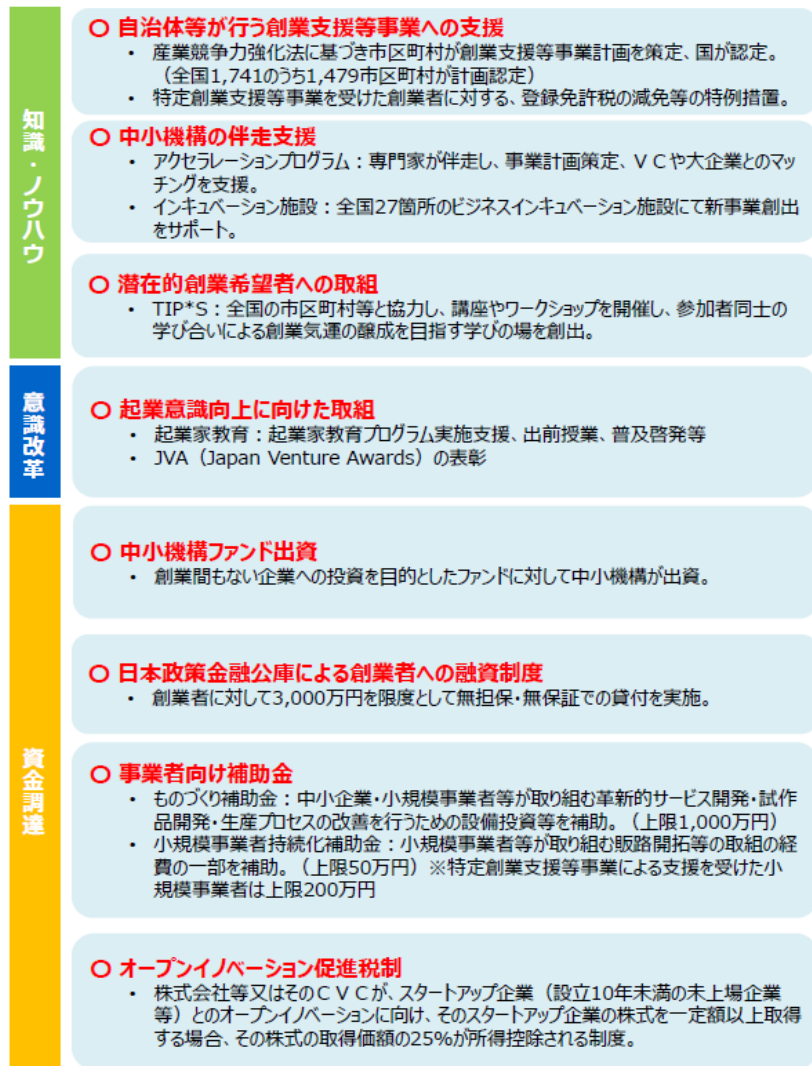 知識・ノウハウ
○ 自治体等が行う創業支援等事業への支援
・ 産業競争力強化法に基づき市区町村が創業支援等事業計画を策定、国が認定。
（全国1,741のうち1,479市区町村が計画認定）
・ 特定創業支援等事業を受けた創業者に対する、登録免許税の減免等の特例措置。
○ 中小機構の伴走支援
・ アクセラレーションプログラム：専門家が伴走し、事業計画策定、ＶＣや大企業とのマッ
チングを支援。
・ インキュベーション施設：全国27箇所のビジネスインキュベーション施設にて新事業創出
をサポート。
○ 潜在的創業希望者への取組
・ TIP*S：全国の市区町村等と協力し、講座やワークショップを開催し、参加者同士の
学び合いによる創業気運の醸成を目指す学びの場を創出。
意識改革
○ 起業意識向上に向けた取組
・ 起業家教育：起業家教育プログラム実施支援、出前授業、普及啓発等
・ JVA（Japan Venture Awards）の表彰
資金調達
○ 中小機構ファンド出資
・ 創業間もない企業への投資を目的としたファンドに対して中小機構が出資。
○ 日本政策金融公庫による創業者への融資制度
・ 創業者に対して3,000万円を限度として無担保・無保証での貸付を実施。
○ 事業者向け補助金
・ ものづくり補助金：中小企業・小規模事業者等が取り組む革新的サービス開発・試作
品開発・生産プロセスの改善を行うための設備投資等を補助。（上限1,000万円）
・ 小規模事業者持続化補助金：小規模事業者等が取り組む販路開拓等の取組の経
費の一部を補助。（上限50万円）※特定創業支援等事業による支援を受けた小
規模事業者は上限200万円
○ オープンイノベーション促進税制
・ 株式会社等又はそのＣＶＣが、スタートアップ企業（設立10年未満の未上場企業
等）とのオープンイノベーションに向け、そのスタートアップ企業の株式を一定額以上取得
する場合、その株式の取得価額の25%が所得控除される制度。